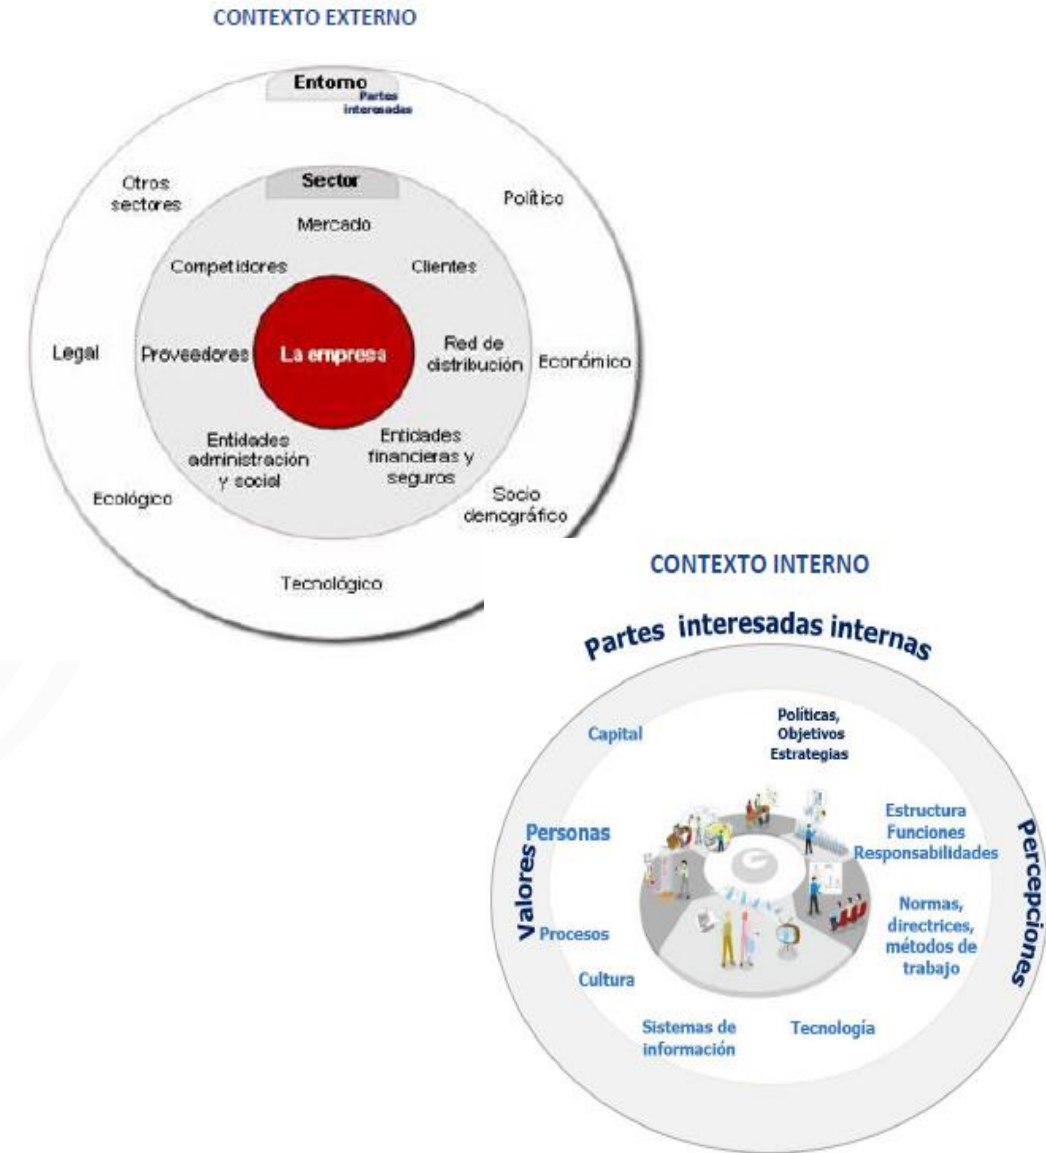 CONTEXTO EXTERNO
Entorno
Partes
interesadas
Sector
Otros
sectores
Político
Mercado
Competidores
Clientes
Legal
Proveedores
La empresa
Red de
distribución
Económico
Entidades
administración
y social
Entidades
financieras y
seguros
Ecológico
Socio
demográfico
Tecnológico
CONTEXTO INTERNO
Partes interesadas internas
Capital
Políticas,
Objetivos
Estrategias
Personas
Estructura
Funciones
Responsabilidades
Valores
Percepciones
Procesos
Normas,
directrices,
métodos de
trabajo
Cultura
Sistemas de
información
Tecnología